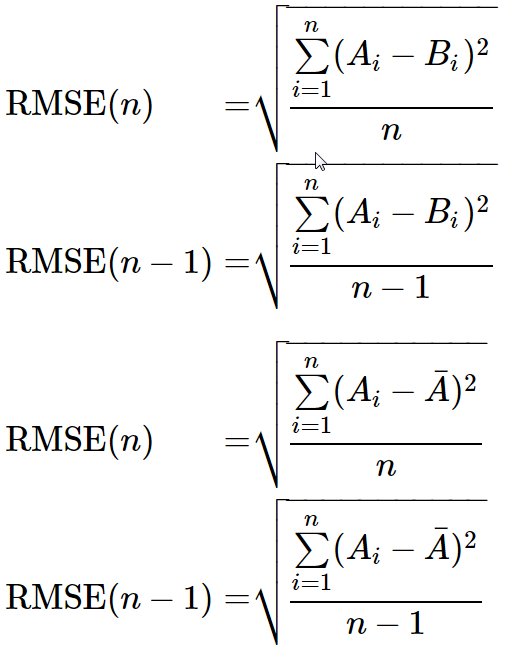 RMSE(n) = √(∑_{i=1}^{n}(A_i − B_i)² / n)
RMSE(n − 1) = √(∑_{i=1}^{n}(A_i − B_i)² / (n − 1))
RMSE(n) = √(∑_{i=1}^{n}(A_i − Ā)² / n)
RMSE(n − 1) = √(∑_{i=1}^{n}(A_i − Ā)² / (n − 1))